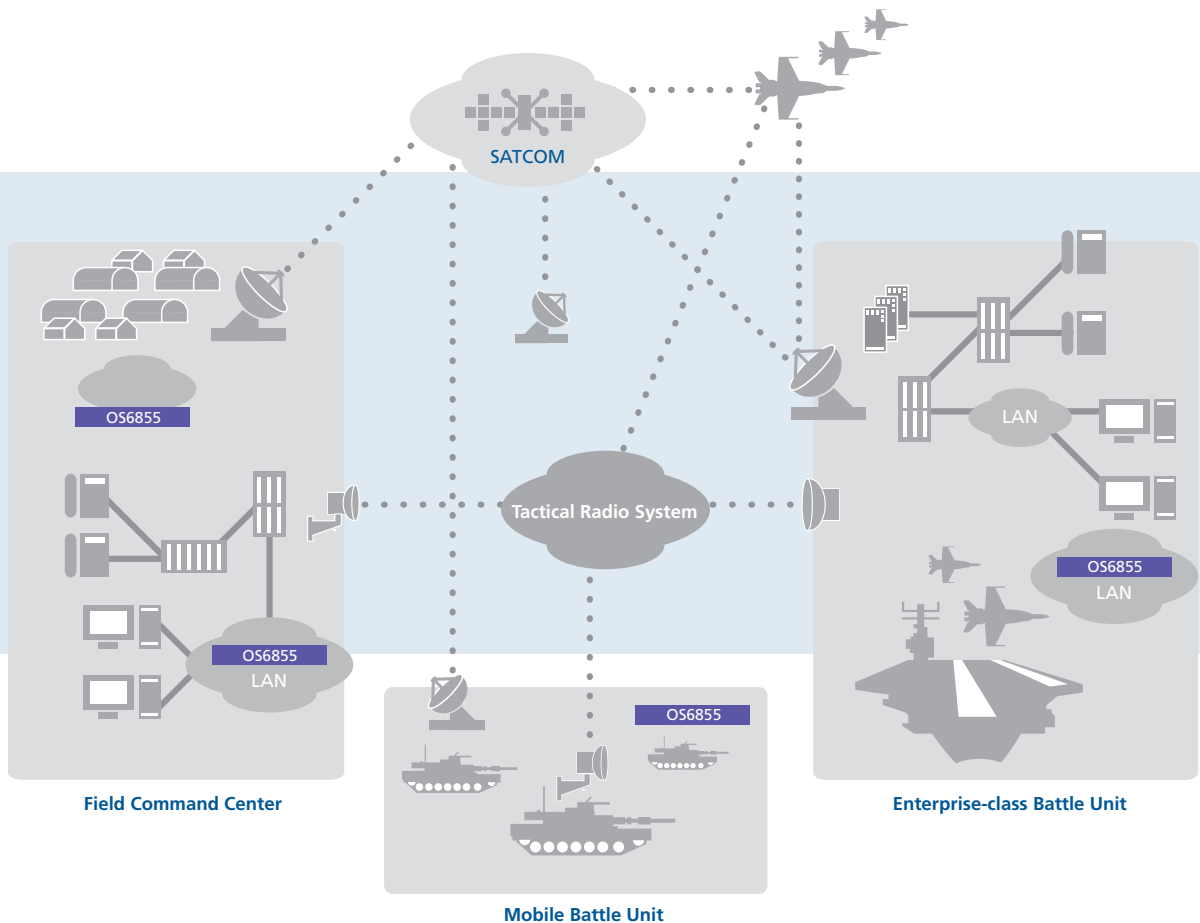 SATCOM
OS6855
LAN
Tactical Radio System
OS6855
LAN
OS6855
LAN
OS6855
Field Command Center
Enterprise-class Battle Unit
Mobile Battle Unit